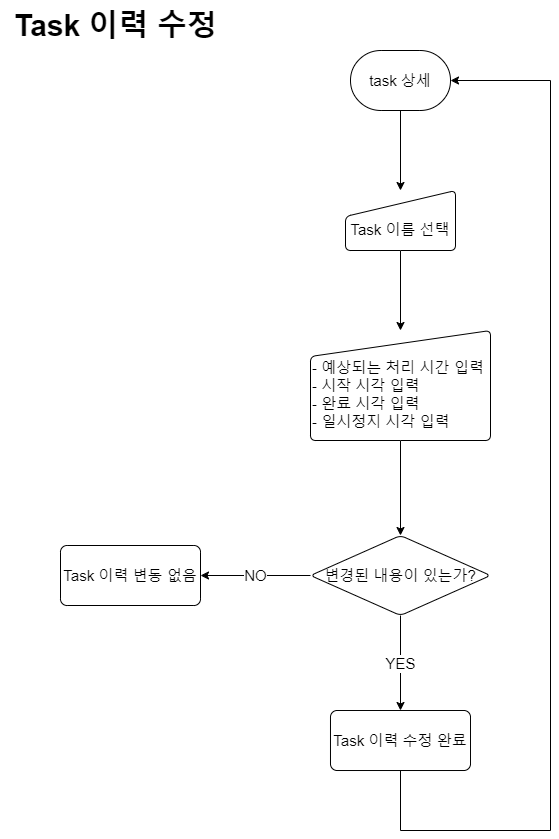 Task 이력 수정
task 상세
Task 이름 선택
- 예상되는 처리 시간 입력
- 시작 시각 입력
- 완료 시각 입력
- 일시정지 시각 입력
변경된 내용이 있는가?
NO
Task 이력 변동 없음
YES
Task 이력 수정 완료